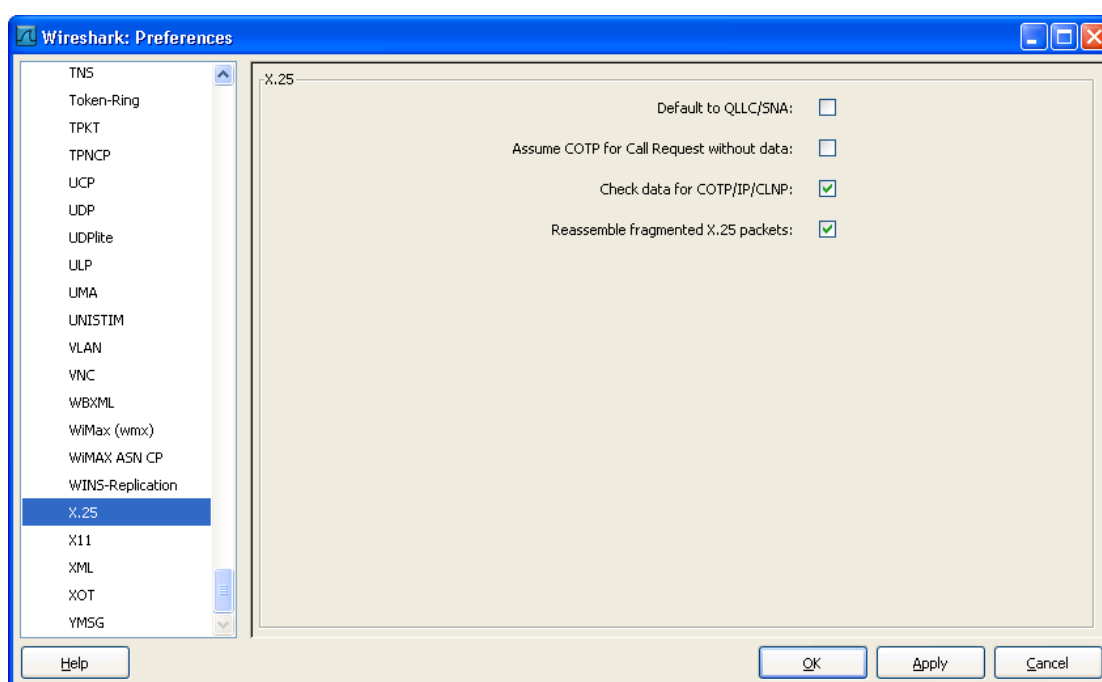 Wireshark: Preferences
TNS
Token-Ring
TPKT
TPNCP
UCP
UDP
UDPlite
ULP
UMA
UNISTIM
VLAN
VNC
WBXML
WiMax (wmx)
WiMAX ASN CP
WINS-Replication
X.25
X11
XML
XOT
YMSG
X.25
Default to QLLC/SNA:
Assume COTP for Call Request without data:
Check data for COTP/IP/CLNP:
Reassemble fragmented X.25 packets:
Help
OK
Apply
Cancel